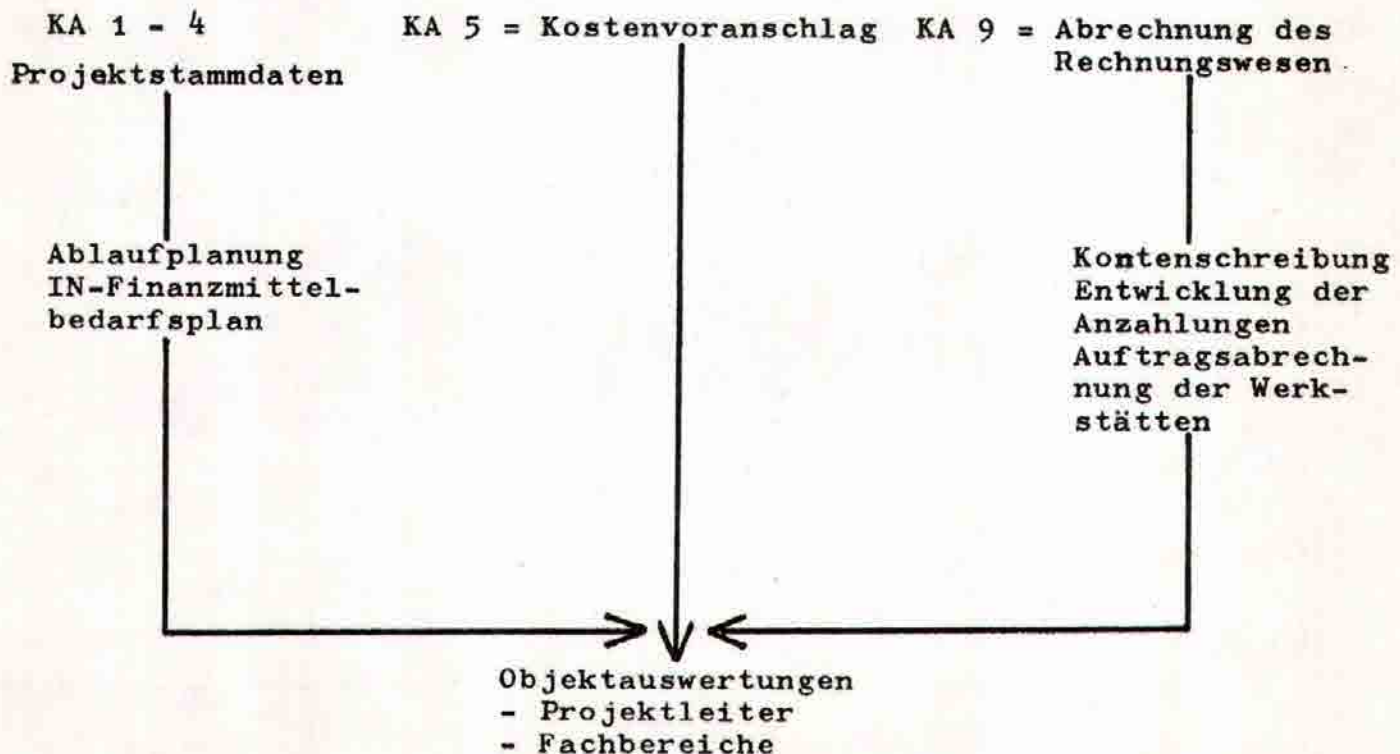 KA 1 - 4
Projektstammdaten
Ablaufplanung
IN-Finanzmittel-
bedarfsplan
KA 5 = Kostenvoranschlag
KA 9 = Abrechnung des
Rechnungswesen
Kontenschreibung
Entwicklung der
Anzahlungen
Auftragsabrech-
nung der Werk-
stätten
Objektauswertungen
- Projektleiter
- Fachbereiche